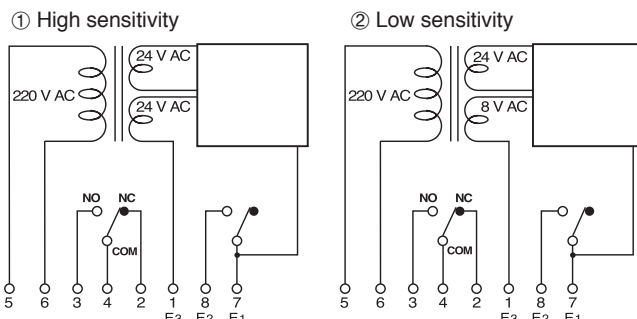 ① High sensitivity
24 V AC
220 V AC
24 V AC
NO NC
COM
5 6 3 4 2 1 8 7
E3 E2 E1
② Low sensitivity
24 V AC
220 V AC
8 V AC
NO NC
COM
5 6 3 4 2 1 8 7
E3 E2 E1